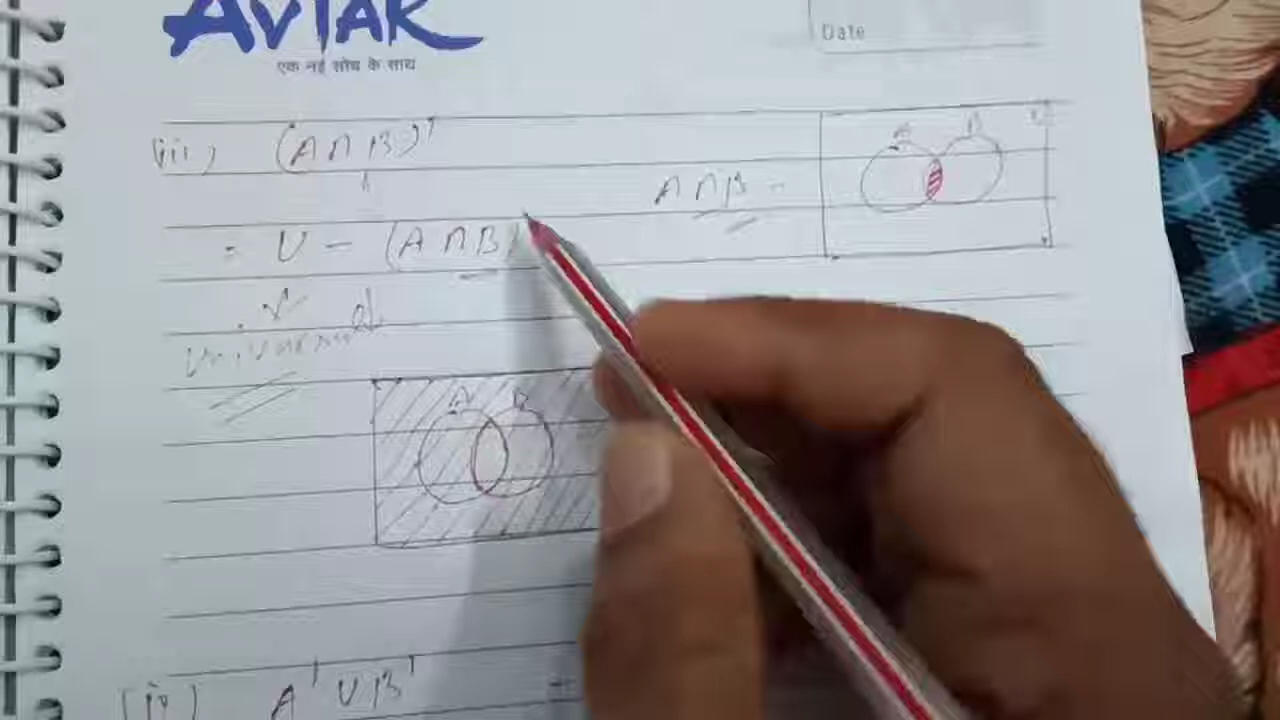 AVTAR
एक नई सोच के साथ
Date
(iii) (A ∩ B)'
A ∩ B =
A B
= U - (A ∩ B)
Universal
A B
(iv) A' ∪ B' =